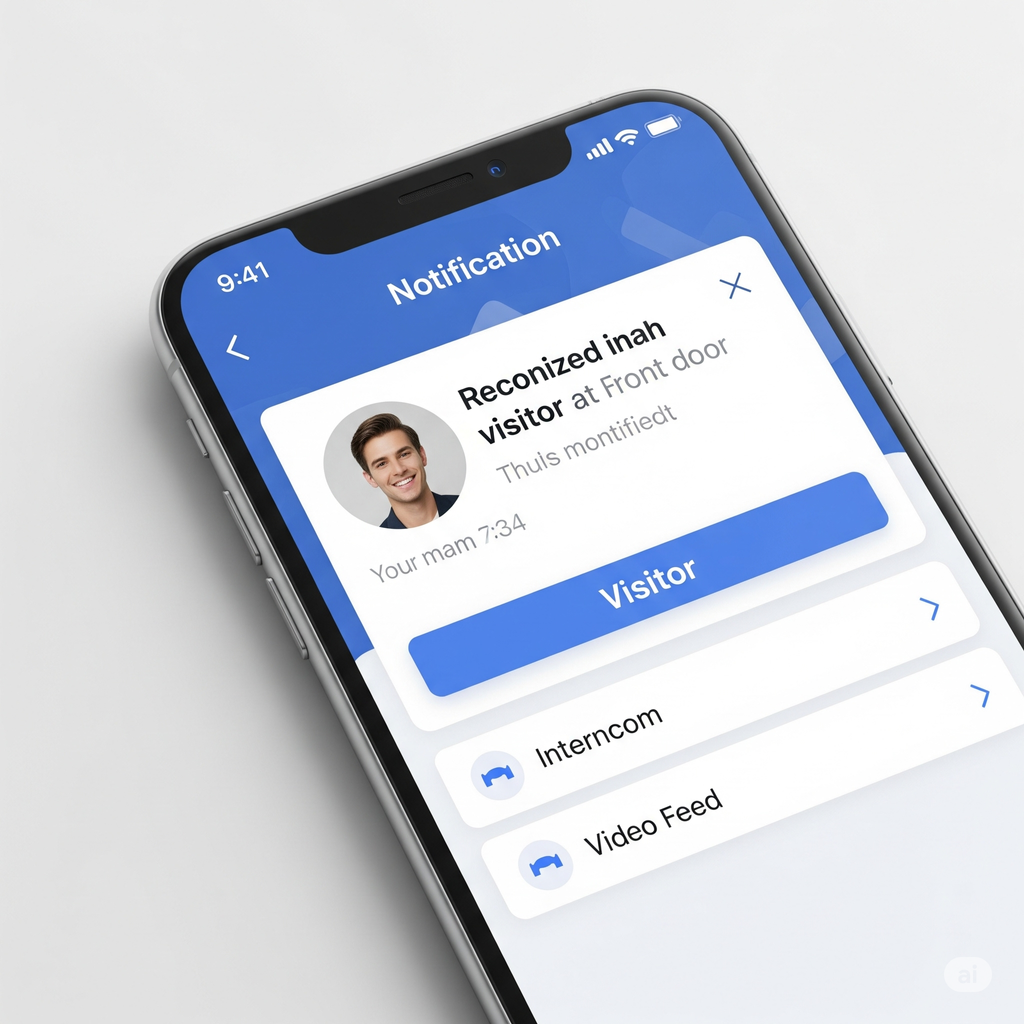 9:41
Notification
Reconized inah
visitor at Front door
Thuls montifiedt
Your mam 7:34
Visitor
Interncom
Video Feed
al